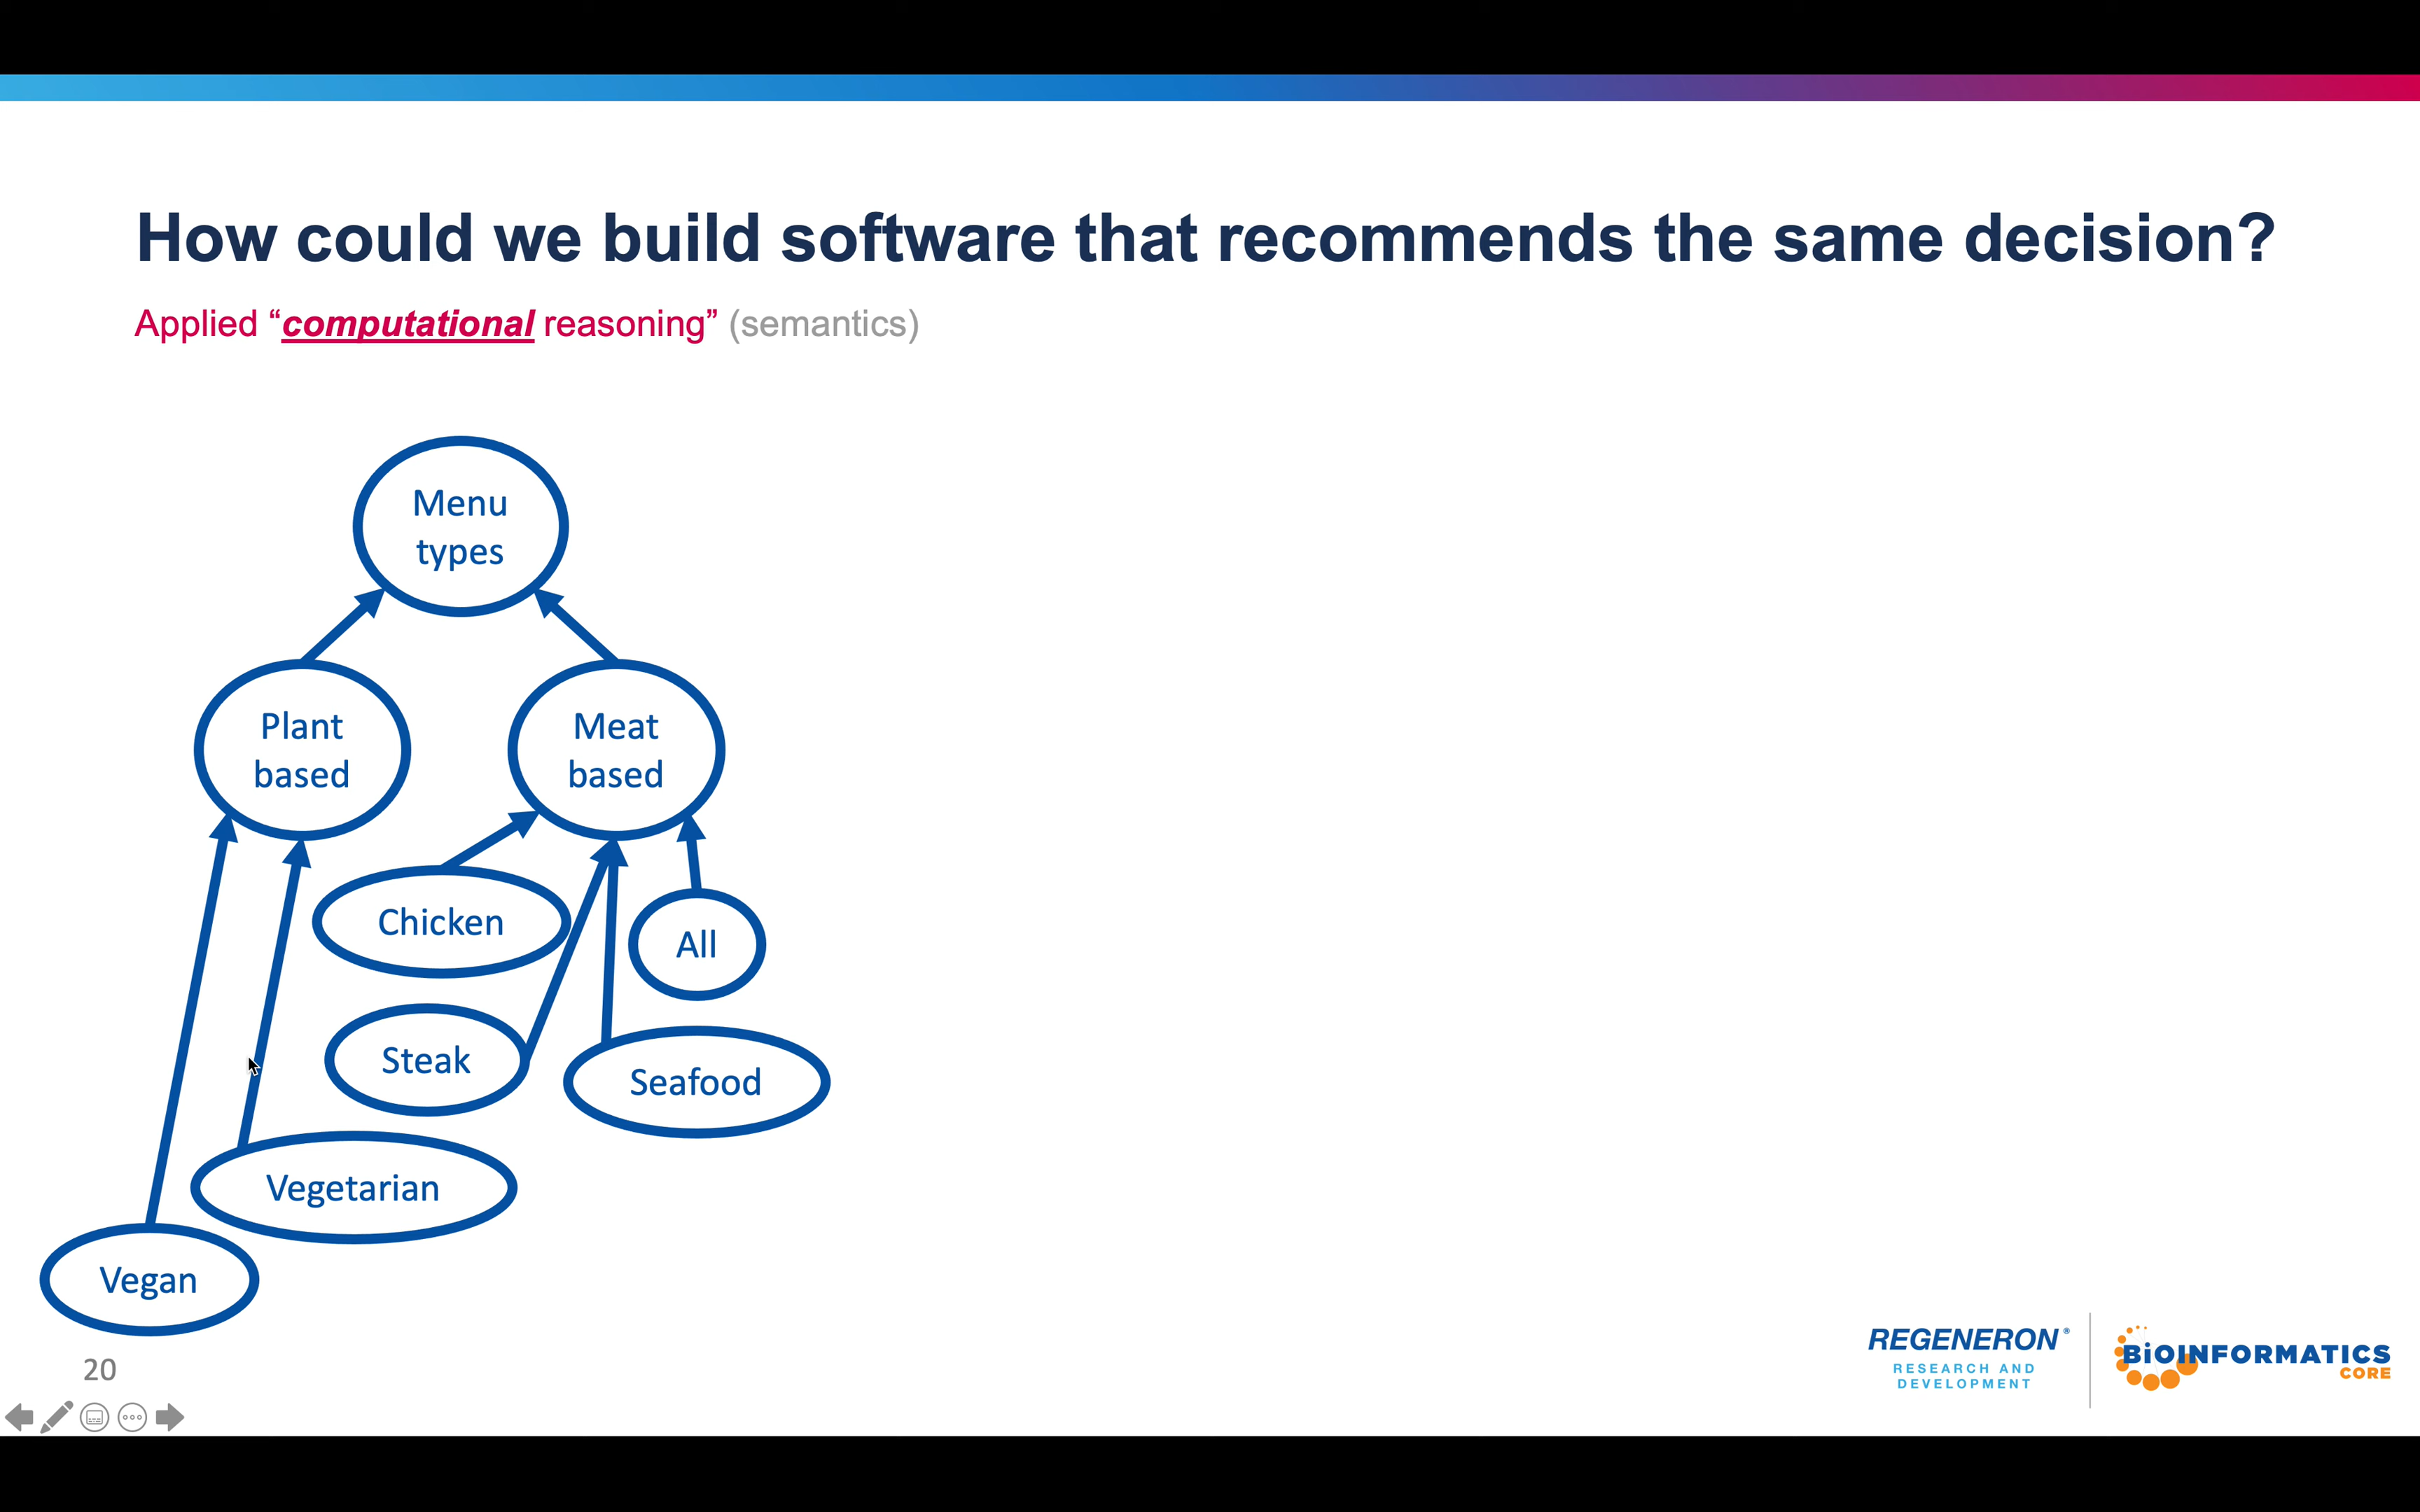 How could we build software that recommends the same decision?
Applied “computational reasoning” (semantics)
Menu
types
Plant
based
Meat
based
Chicken
All
Steak
Seafood
Vegetarian
Vegan
20
REGENERON®
RESEARCH AND
DEVELOPMENT
BiOINFORMATICS
CORE